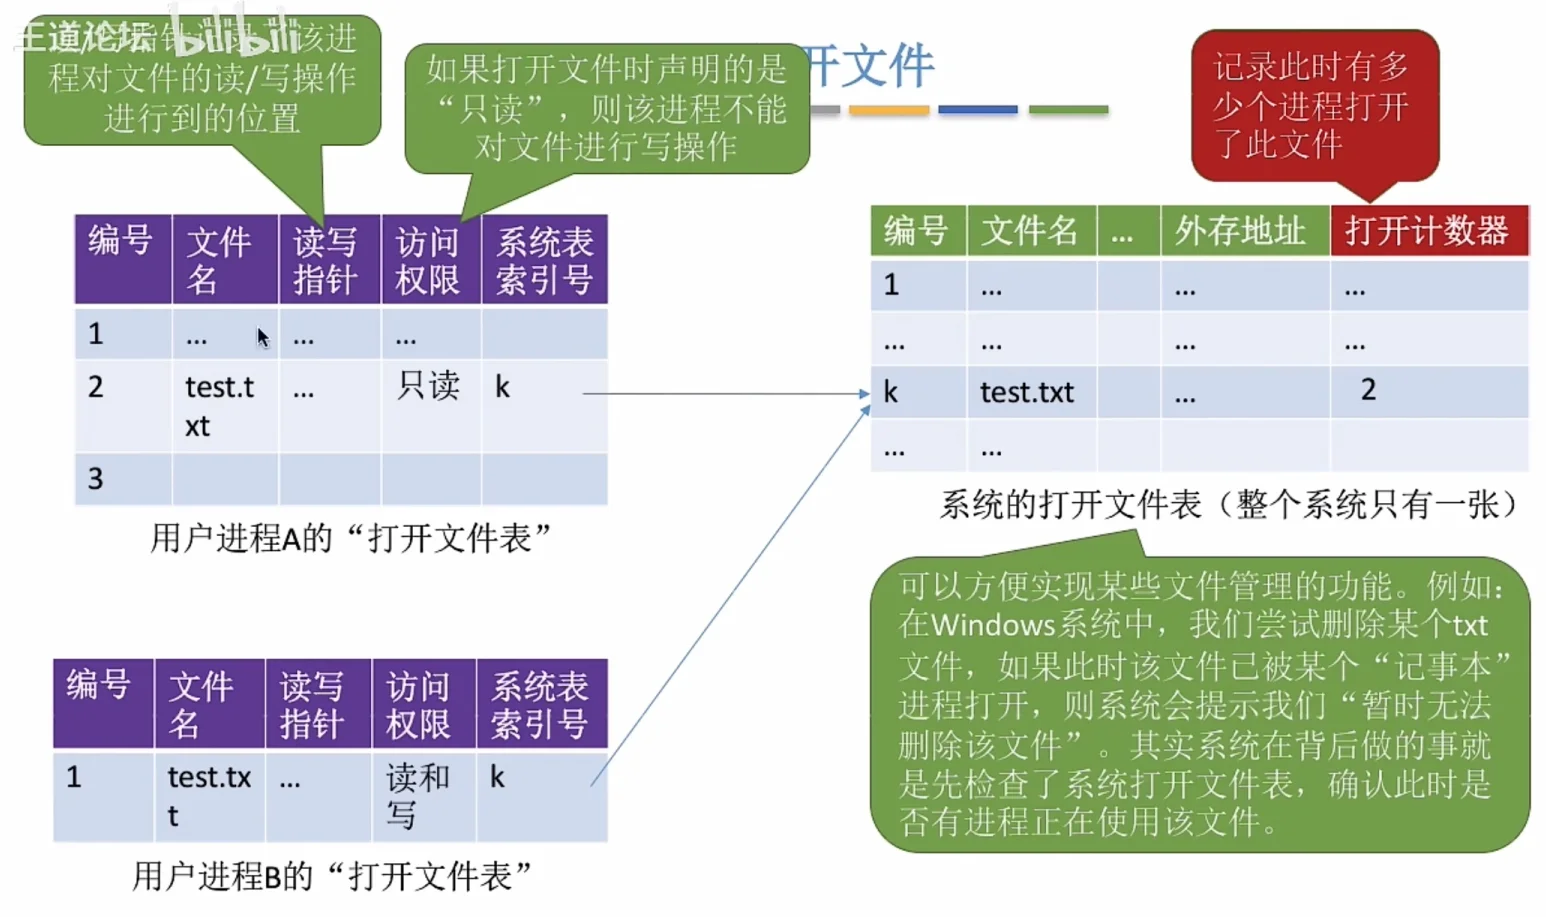 王道论坛 bilibili
开文件
读/写指针记录了该进
程对文件的读/写操作
进行到的位置
如果打开文件时声明的是
“只读”，则该进程不能
对文件进行写操作
记录此时有多
少个进程打开
了此文件
编号 文件名 读写指针 访问权限 系统表索引号
1 ... ... ...
2 test.txt ... 只读 k
3
用户进程A的“打开文件表”
编号 文件名 ... 外存地址 打开计数器
1 ... ... ...
... ... ... ...
k test.txt ... 2
... ...
系统的打开文件表（整个系统只有一张）
可以方便实现某些文件管理的功能。例如：
在Windows系统中，我们尝试删除某个txt
文件，如果此时该文件已被某个“记事本”
进程打开，则系统会提示我们“暂时无法
删除该文件”。其实系统在背后做的事就
是先检查了系统打开文件表，确认此时是
否有进程正在使用该文件。
编号 文件名 读写指针 访问权限 系统表索引号
1 test.txt ... 读和写 k
用户进程B的“打开文件表”